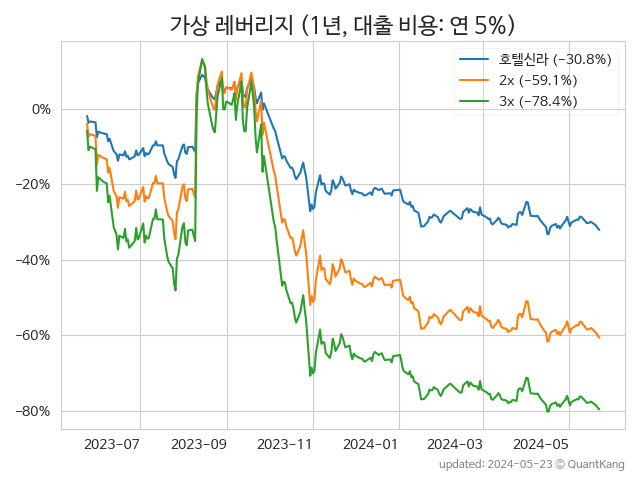 가상 레버리지 (1년, 대출 비용: 연 5%)
호텔신라 (−30.8%)
2x (−59.1%)
3x (−78.4%)
0%
−20%
−40%
−60%
−80%
2023-07
2023-09
2023-11
2024-01
2024-03
2024-05
updated: 2024-05-23 © QuantKang